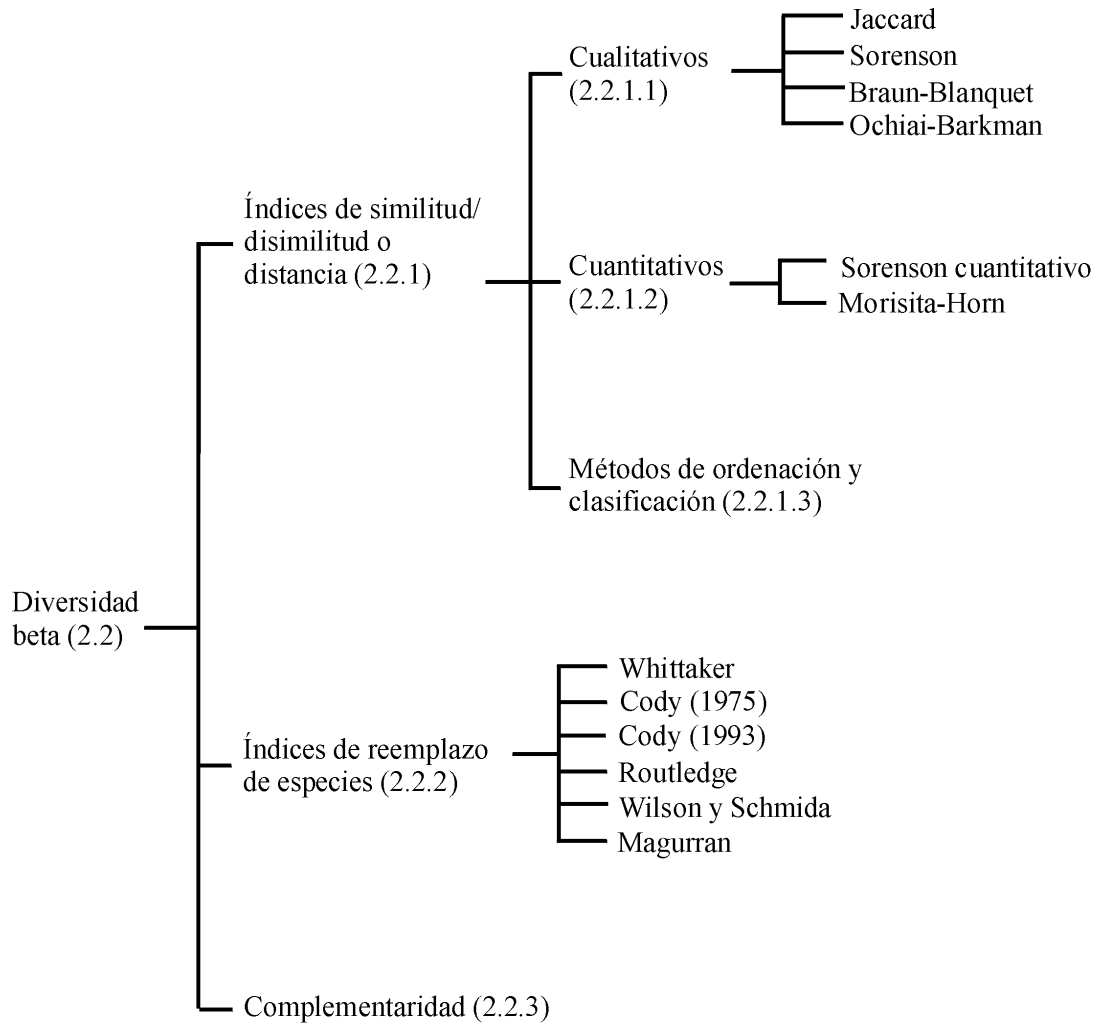 Diversidad
beta (2.2)
Índices de similitud/
disimilitud o
distancia (2.2.1)
Cualitativos
(2.2.1.1)
Jaccard
Sorenson
Braun-Blanquet
Ochiai-Barkman
Cuantitativos
(2.2.1.2)
Sorenson cuantitativo
Morisita-Horn
Métodos de ordenación y
clasificación (2.2.1.3)
Índices de reemplazo
de especies (2.2.2)
Whittaker
Cody (1975)
Cody (1993)
Routledge
Wilson y Schmida
Magurran
Complementaridad (2.2.3)